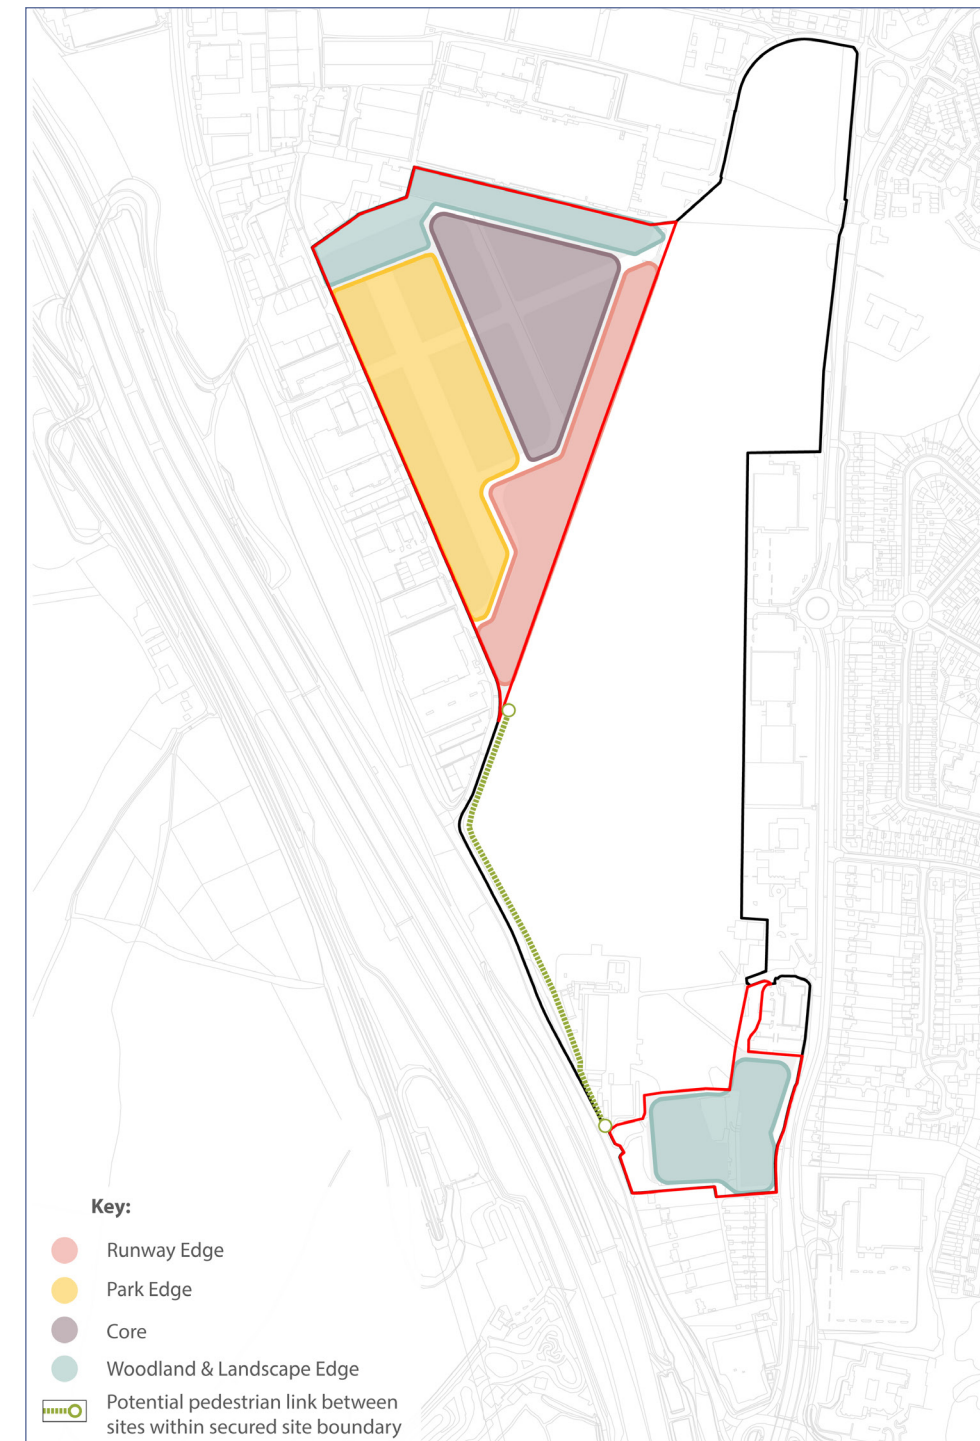 Key:
Runway Edge
Park Edge
Core
Woodland & Landscape Edge
Potential pedestrian link between
sites within secured site boundary